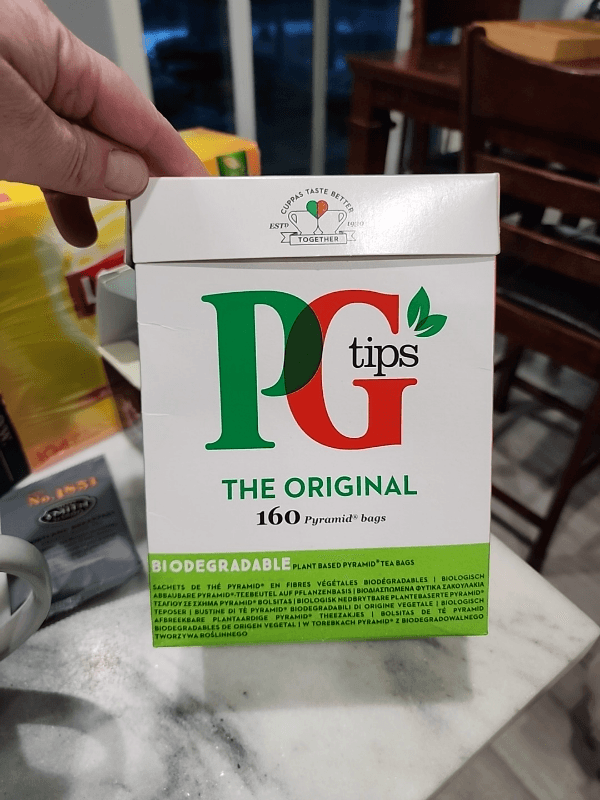 CUPPAS TASTE BETTER
ESTD 1930
TOGETHER
PG
tips
THE ORIGINAL
160 Pyramid® bags
BIODEGRADABLE PLANT BASED PYRAMID® TEA BAGS
SACHETS DE THÉ PYRAMID® EN FIBRES VÉGÉTALES BIODÉGRADABLES | BIOLOGISCH
ABBAUBARE PYRAMID®-TEEBEUTEL AUF PFLANZENBASIS | ΒΙΟΔΙΑΣΠΩΜΕΝΑ ΦΥΤΙΚΑ ΣΑΚΟΥΛΑΚΙΑ
ΤΣΑΓΙΟΥ ΣΕ ΣΧΗΜΑ PYRAMID® BOLSITAS | BIOLOGISK NEDBRYTBARE PLANTEBASERTE PYRAMID®
TEPOSER | BUSTINE DI TÈ PYRAMID® BIODEGRADABILI DI ORIGINE VEGETALE | BIOLOGISCH
AFBREEKBARE PLANTAARDIGE PYRAMID® THEEZAKJES | BOLSITAS DE TÉ PYRAMID
BIODEGRADABLES DE ORIGEN VEGETAL | W TOREBKACH PYRAMID® Z BIODEGRADOWALNEGO
TWORZYWA ROŚLINNEGO
No. 1851
SMITH